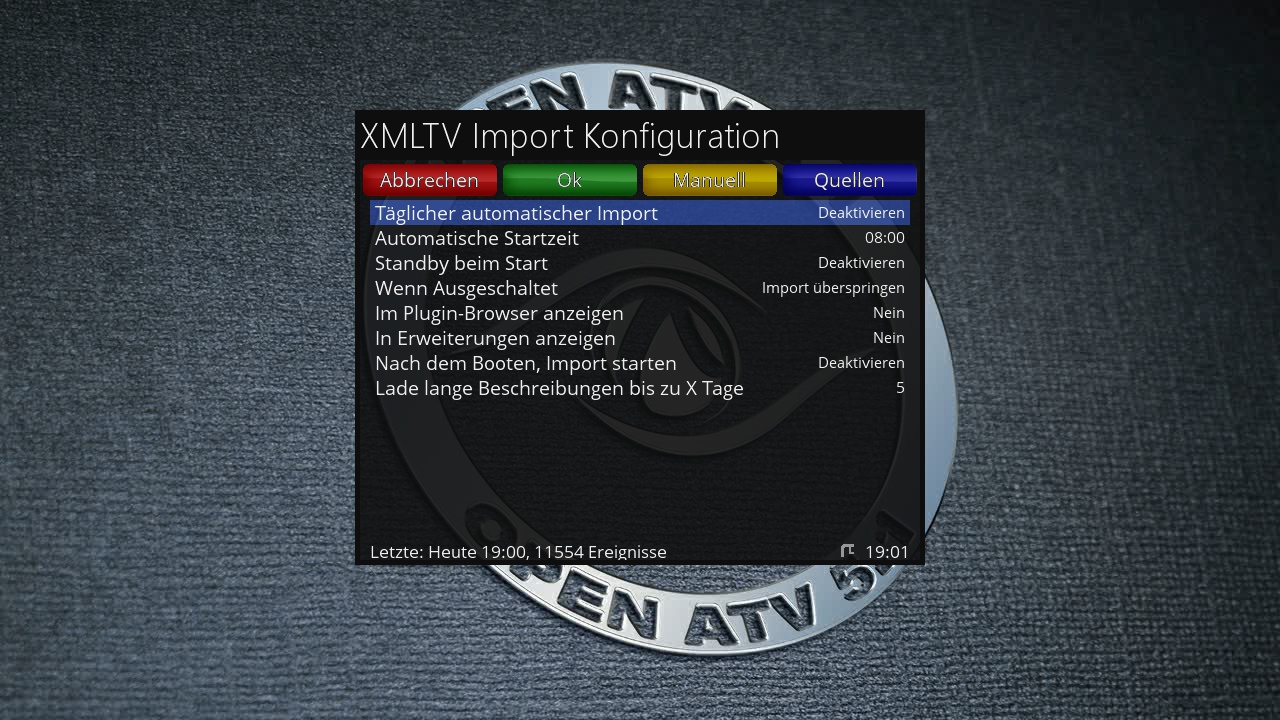 OPEN ATV
XMLTV Import Konfiguration
Abbrechen Ok Manuell Quellen
Täglicher automatischer Import Deaktivieren
Automatische Startzeit 08:00
Standby beim Start Deaktivieren
Wenn Ausgeschaltet Import überspringen
Im Plugin-Browser anzeigen Nein
In Erweiterungen anzeigen Nein
Nach dem Booten, Import starten Deaktivieren
Lade lange Beschreibungen bis zu X Tage 5
Letzte: Heute 19:00, 11554 Ereignisse 19:01
OPEN ATV